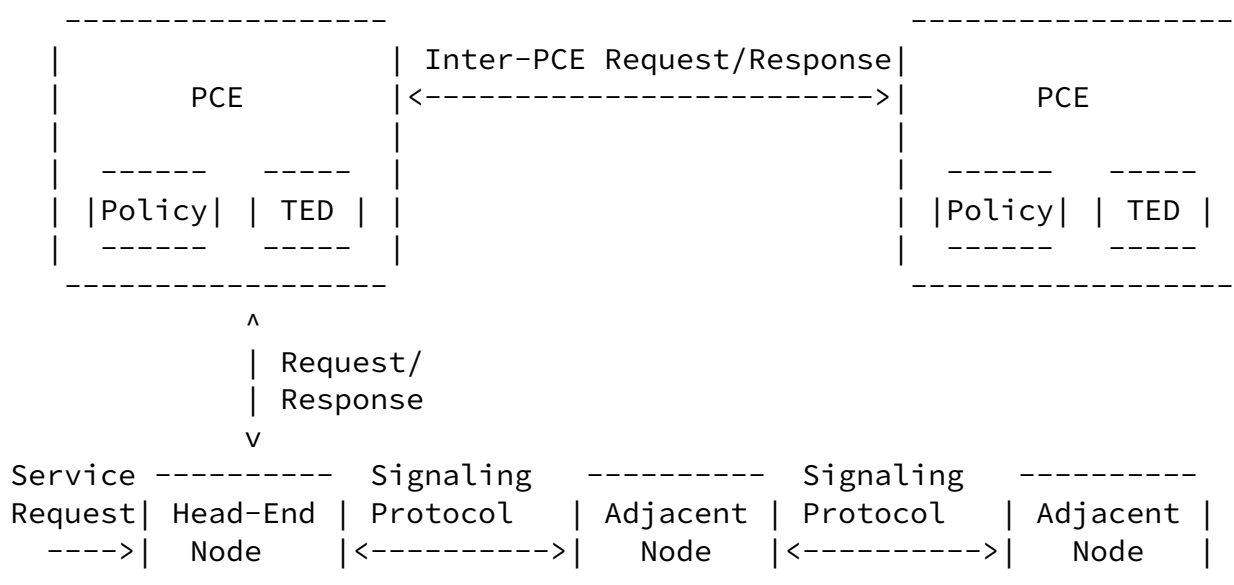 Inter-PCE Request/Response
PCE PCE
Policy TED Policy TED
Request/
Response
Service Signaling Signaling
Request Head-End Protocol Adjacent Protocol Adjacent
Node Node Node